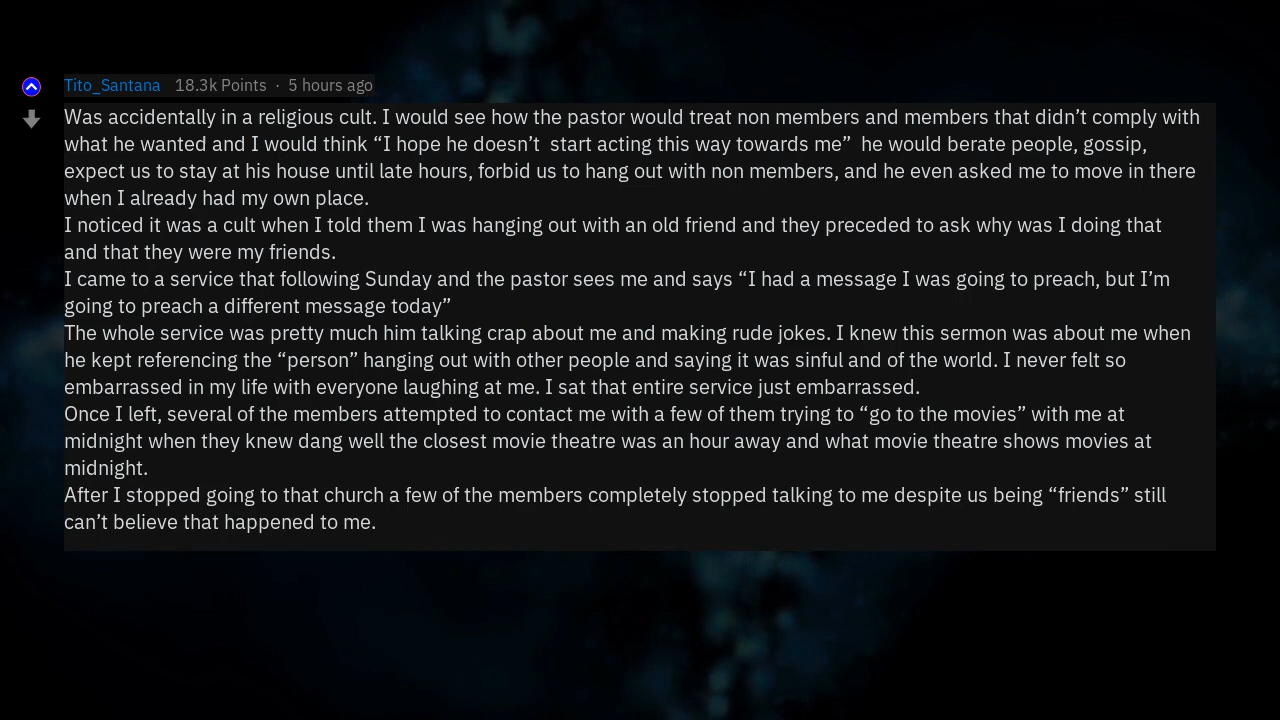 Tito_Santana 18.3k Points · 5 hours ago
Was accidentally in a religious cult. I would see how the pastor would treat non members and members that didn’t comply with
what he wanted and I would think “I hope he doesn’t  start acting this way towards me”  he would berate people, gossip,
expect us to stay at his house until late hours, forbid us to hang out with non members, and he even asked me to move in there
when I already had my own place.
I noticed it was a cult when I told them I was hanging out with an old friend and they preceded to ask why was I doing that
and that they were my friends.
I came to a service that following Sunday and the pastor sees me and says “I had a message I was going to preach, but I’m
going to preach a different message today”
The whole service was pretty much him talking crap about me and making rude jokes. I knew this sermon was about me when
he kept referencing the “person” hanging out with other people and saying it was sinful and of the world. I never felt so
embarrassed in my life with everyone laughing at me. I sat that entire service just embarrassed.
Once I left, several of the members attempted to contact me with a few of them trying to “go to the movies” with me at
midnight when they knew dang well the closest movie theatre was an hour away and what movie theatre shows movies at
midnight.
After I stopped going to that church a few of the members completely stopped talking to me despite us being “friends” still
can’t believe that happened to me.